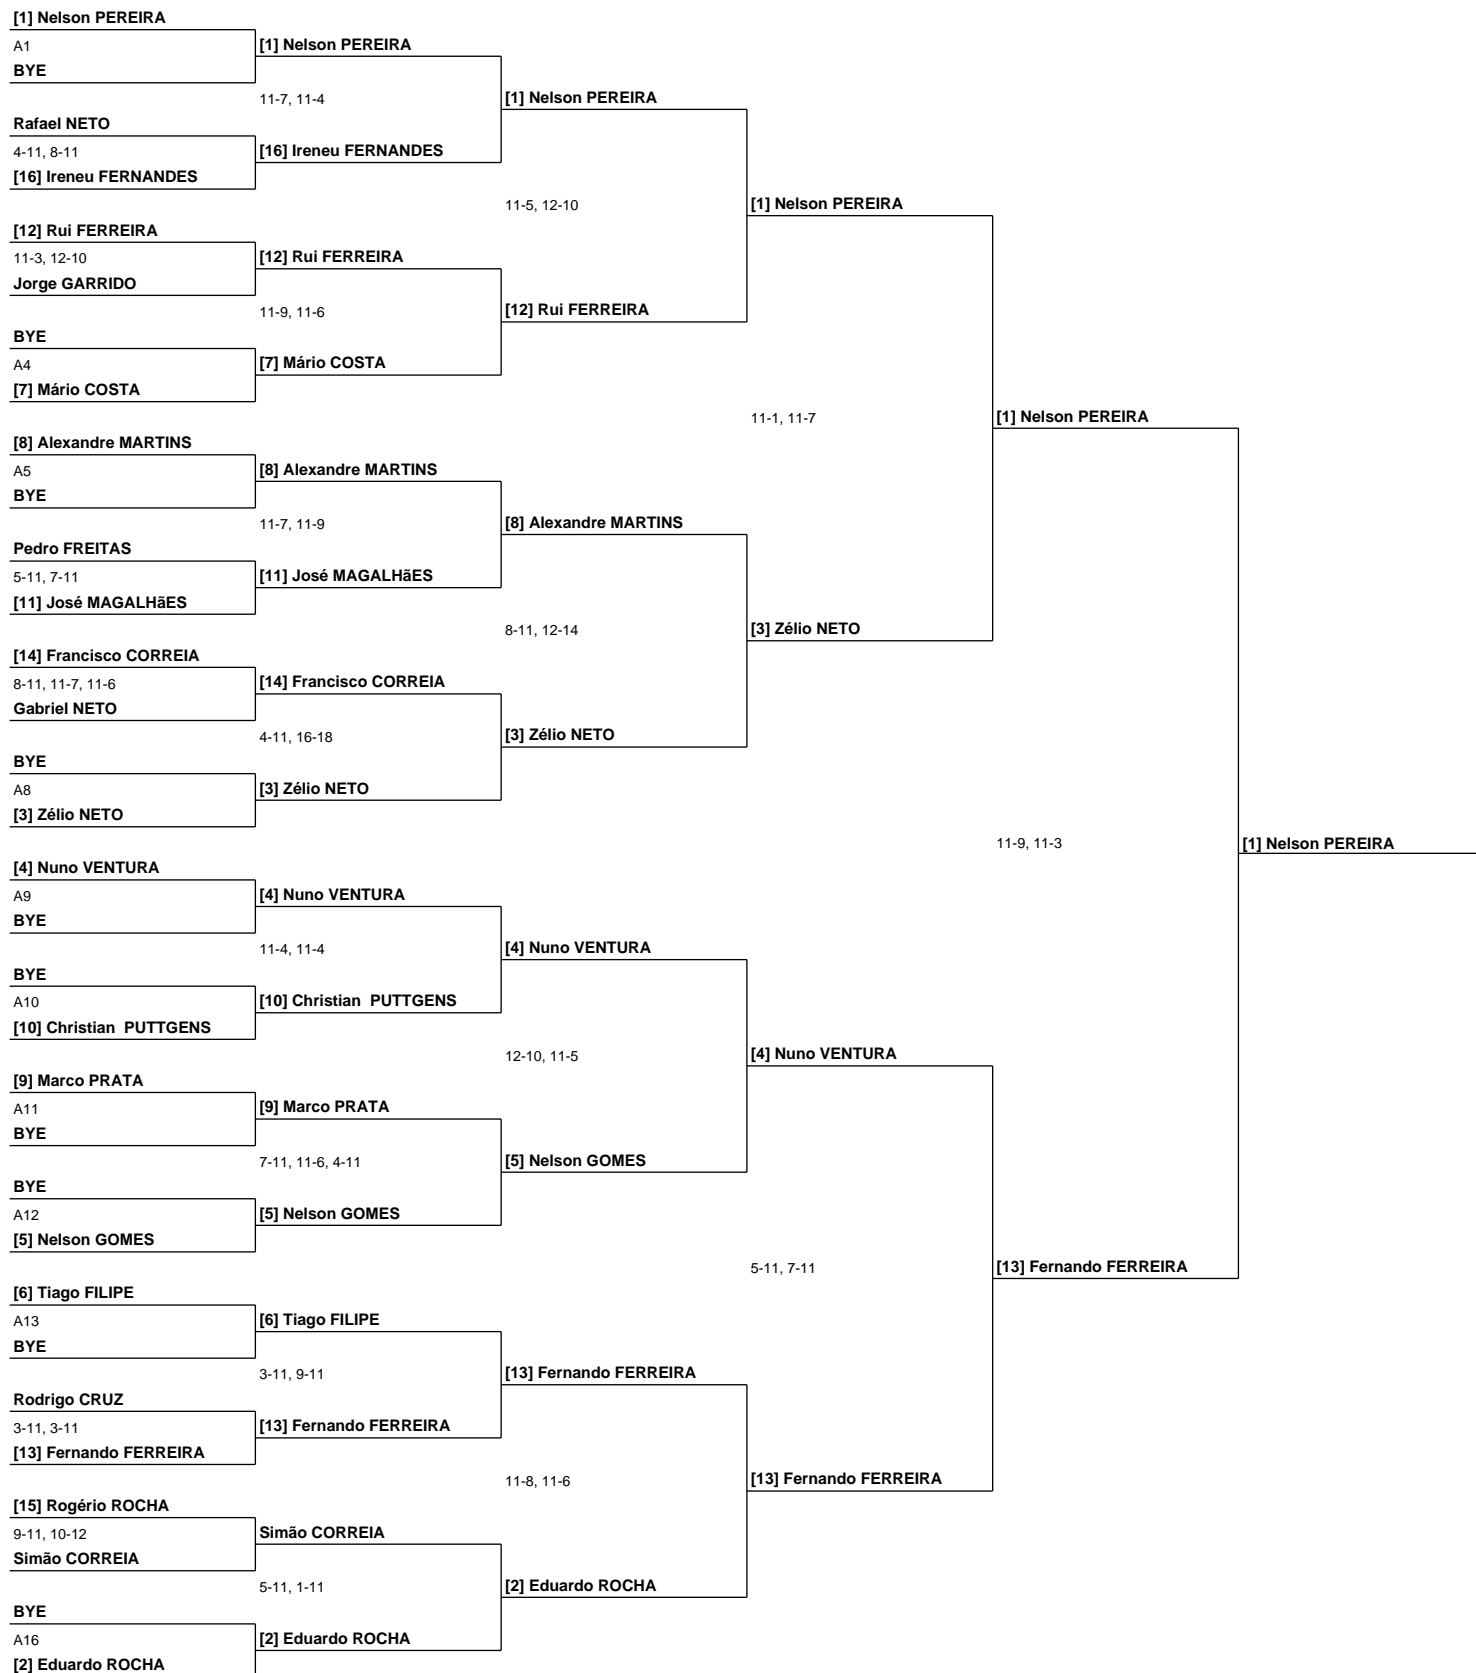 [1] Nelson PEREIRA
A1
[1] Nelson PEREIRA
BYE
11-7, 11-4
[1] Nelson PEREIRA
Rafael NETO
4-11, 8-11
[16] Ireneu FERNANDES
[16] Ireneu FERNANDES
11-5, 12-10
[1] Nelson PEREIRA
[12] Rui FERREIRA
11-3, 12-10
[12] Rui FERREIRA
Jorge GARRIDO
11-9, 11-6
[12] Rui FERREIRA
BYE
A4
[7] Mário COSTA
[7] Mário COSTA
11-1, 11-7
[1] Nelson PEREIRA
[8] Alexandre MARTINS
A5
[8] Alexandre MARTINS
BYE
11-7, 11-9
[8] Alexandre MARTINS
Pedro FREITAS
5-11, 7-11
[11] José MAGALHãES
[11] José MAGALHãES
8-11, 12-14
[3] Zélio NETO
[14] Francisco CORREIA
8-11, 11-7, 11-6
[14] Francisco CORREIA
Gabriel NETO
4-11, 16-18
[3] Zélio NETO
BYE
A8
[3] Zélio NETO
[3] Zélio NETO
11-9, 11-3
[1] Nelson PEREIRA
[4] Nuno VENTURA
A9
[4] Nuno VENTURA
BYE
11-4, 11-4
[4] Nuno VENTURA
BYE
A10
[10] Christian  PUTTGENS
[10] Christian  PUTTGENS
12-10, 11-5
[4] Nuno VENTURA
[9] Marco PRATA
A11
[9] Marco PRATA
BYE
7-11, 11-6, 4-11
[5] Nelson GOMES
BYE
A12
[5] Nelson GOMES
[5] Nelson GOMES
5-11, 7-11
[13] Fernando FERREIRA
[6] Tiago FILIPE
A13
[6] Tiago FILIPE
BYE
3-11, 9-11
[13] Fernando FERREIRA
Rodrigo CRUZ
3-11, 3-11
[13] Fernando FERREIRA
[13] Fernando FERREIRA
11-8, 11-6
[13] Fernando FERREIRA
[15] Rogério ROCHA
9-11, 10-12
Simão CORREIA
Simão CORREIA
5-11, 1-11
[2] Eduardo ROCHA
BYE
A16
[2] Eduardo ROCHA
[2] Eduardo ROCHA